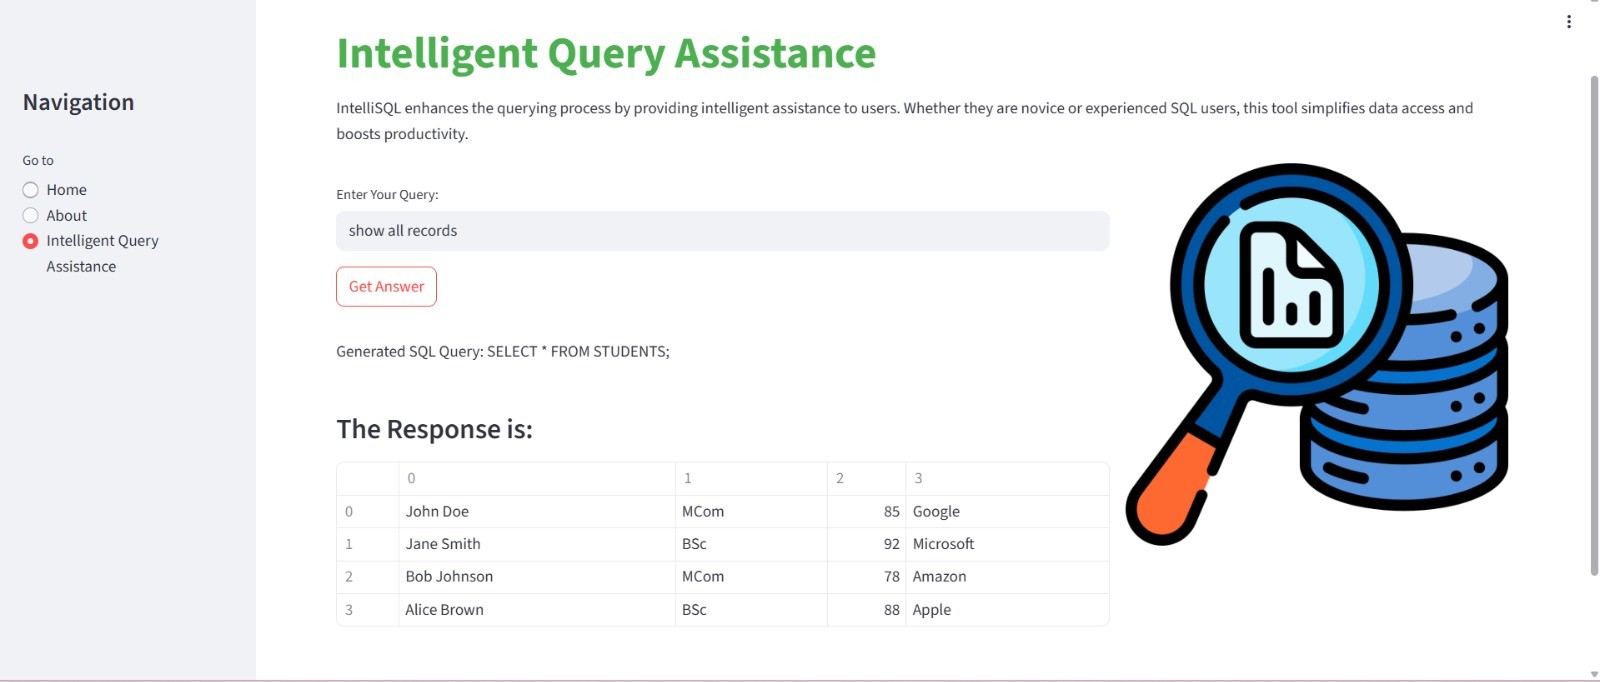 Intelligent Query Assistance
IntelliSQL enhances the querying process by providing intelligent assistance to users. Whether they are novice or experienced SQL users, this tool simplifies data access and
boosts productivity.
Navigation
Go to
Home
About
Intelligent Query
Assistance
Enter Your Query:
show all records
Get Answer
Generated SQL Query: SELECT * FROM STUDENTS;
The Response is:
0 1 2 3
0 John Doe MCom 85 Google
1 Jane Smith BSc 92 Microsoft
2 Bob Johnson MCom 78 Amazon
3 Alice Brown BSc 88 Apple